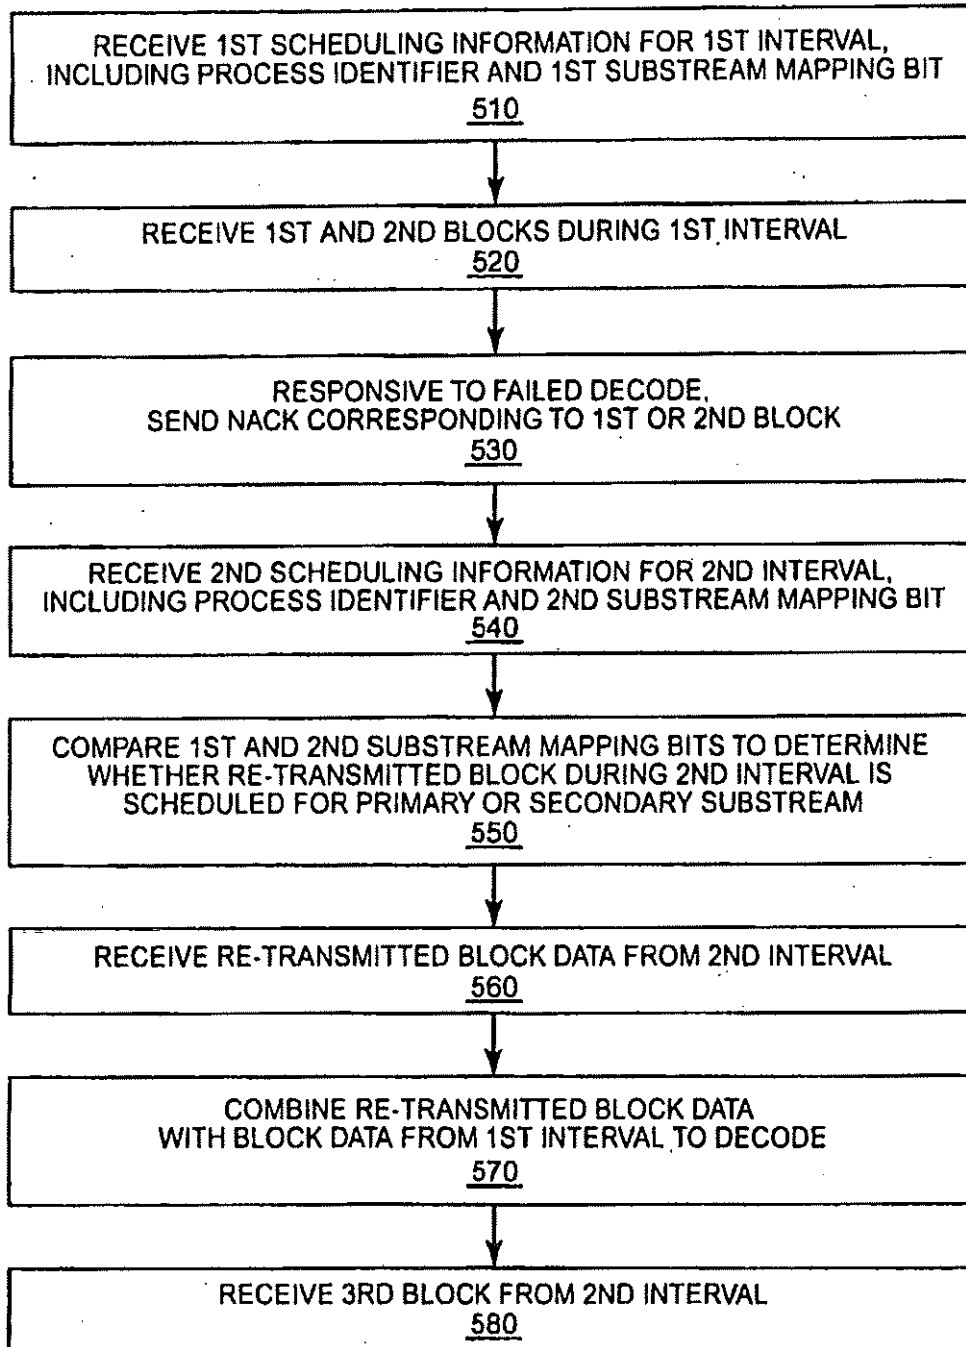 RECEIVE 1ST SCHEDULING INFORMATION FOR 1ST INTERVAL,
INCLUDING PROCESS IDENTIFIER AND 1ST SUBSTREAM MAPPING BIT
510
RECEIVE 1ST AND 2ND BLOCKS DURING 1ST INTERVAL
520
RESPONSIVE TO FAILED DECODE,
SEND NACK CORRESPONDING TO 1ST OR 2ND BLOCK
530
RECEIVE 2ND SCHEDULING INFORMATION FOR 2ND INTERVAL,
INCLUDING PROCESS IDENTIFIER AND 2ND SUBSTREAM MAPPING BIT
540
COMPARE 1ST AND 2ND SUBSTREAM MAPPING BITS TO DETERMINE
WHETHER RE-TRANSMITTED BLOCK DURING 2ND INTERVAL IS
SCHEDULED FOR PRIMARY OR SECONDARY SUBSTREAM
550
RECEIVE RE-TRANSMITTED BLOCK DATA FROM 2ND INTERVAL
560
COMBINE RE-TRANSMITTED BLOCK DATA
WITH BLOCK DATA FROM 1ST INTERVAL TO DECODE
570
RECEIVE 3RD BLOCK FROM 2ND INTERVAL
580